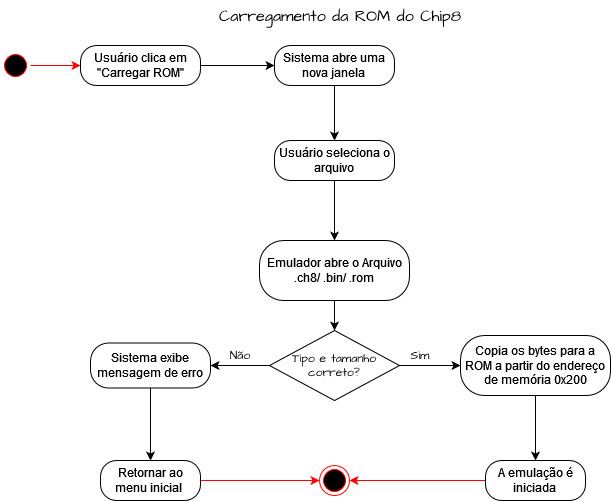 Carregamento da ROM do Chip8
Usuário clica em
"Carregar ROM"
Sistema abre uma
nova janela
Usuário seleciona o
arquivo
Emulador abre o Arquivo
.ch8/ .bin/ .rom
Tipo e tamanho
correto?
Não
Sim
Sistema exibe
mensagem de erro
Copia os bytes para a
ROM a partir do endereço
de memória 0x200
Retornar ao
menu inicial
A emulação é
iniciada